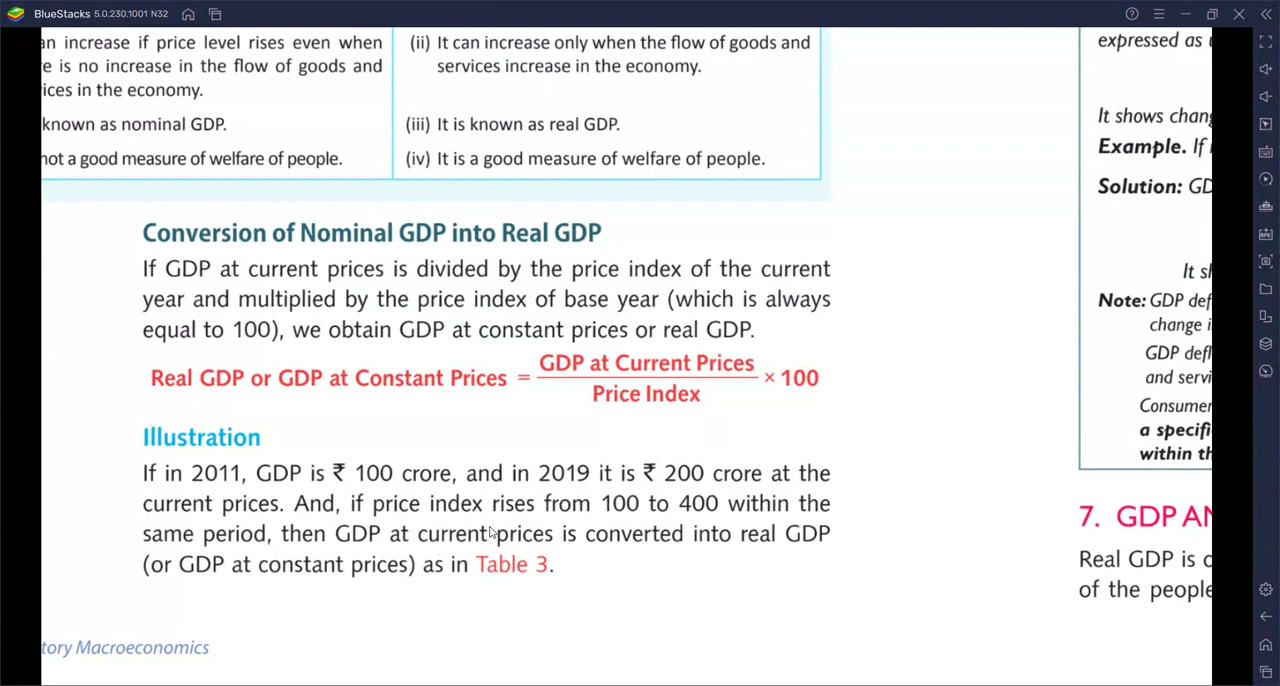 BlueStacks 5.0.230.1001 N32
an increase if price level rises even when
re is no increase in the flow of goods and
ices in the economy.
known as nominal GDP.
not a good measure of welfare of people.
(ii) It can increase only when the flow of goods and
services increase in the economy.
(iii) It is known as real GDP.
(iv) It is a good measure of welfare of people.
Conversion of Nominal GDP into Real GDP
If GDP at current prices is divided by the price index of the current
year and multiplied by the price index of base year (which is always
equal to 100), we obtain GDP at constant prices or real GDP.
Real GDP or GDP at Constant Prices = GDP at Current Prices / Price Index × 100
Illustration
If in 2011, GDP is ₹ 100 crore, and in 2019 it is ₹ 200 crore at the
current prices. And, if price index rises from 100 to 400 within the
same period, then GDP at current prices is converted into real GDP
(or GDP at constant prices) as in Table 3.
tory Macroeconomics
expressed as
It shows chang
Example. If
Solution: GD
It sh
Note: GDP def
change i
GDP defl
and servi
Consumer
a specifi
within th
7. GDP AN
Real GDP is
of the people